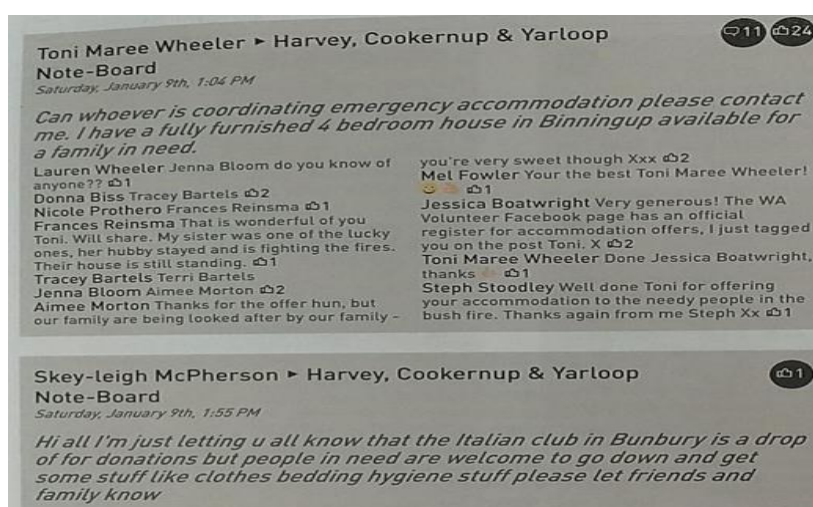 Toni Maree Wheeler ► Harvey, Cookernup & Yarloop
Note-Board
11 24
Saturday, January 9th, 1:04 PM
Can whoever is coordinating emergency accommodation please contact
me. I have a fully furnished 4 bedroom house in Binningup available for
a family in need.
Lauren Wheeler Jenna Bloom do you know of
anyone?? 👍1
Donna Biss Tracey Bartels 👍2
Nicole Prothero Frances Reinsma 👍1
Frances Reinsma That is wonderful of you
Toni. Will share. My sister was one of the lucky
ones, her hubby stayed and is fighting the fires.
Their house is still standing. 👍1
Tracey Bartels Terri Bartels
Jenna Bloom Aimee Morton 👍2
Aimee Morton Thanks for the offer hun, but
our family are being looked after by our family -
you're very sweet though Xxx 👍2
Mel Fowler Your the best Toni Maree Wheeler!
👍1
Jessica Boatwright Very generous! The WA
Volunteer Facebook page has an official
register for accommodation offers, I just tagged
you on the post Toni. X 👍2
Toni Maree Wheeler Done Jessica Boatwright,
thanks 👍1
Steph Stoodley Well done Toni for offering
your accommodation to the needy people in the
bush fire. Thanks again from me Steph Xx 👍1
Skey-leigh McPherson ► Harvey, Cookernup & Yarloop
Note-Board
1
Saturday, January 9th, 1:55 PM
Hi all I'm just letting u all know that the Italian club in Bunbury is a drop
of for donations but people in need are welcome to go down and get
some stuff like clothes bedding hygiene stuff please let friends and
family know